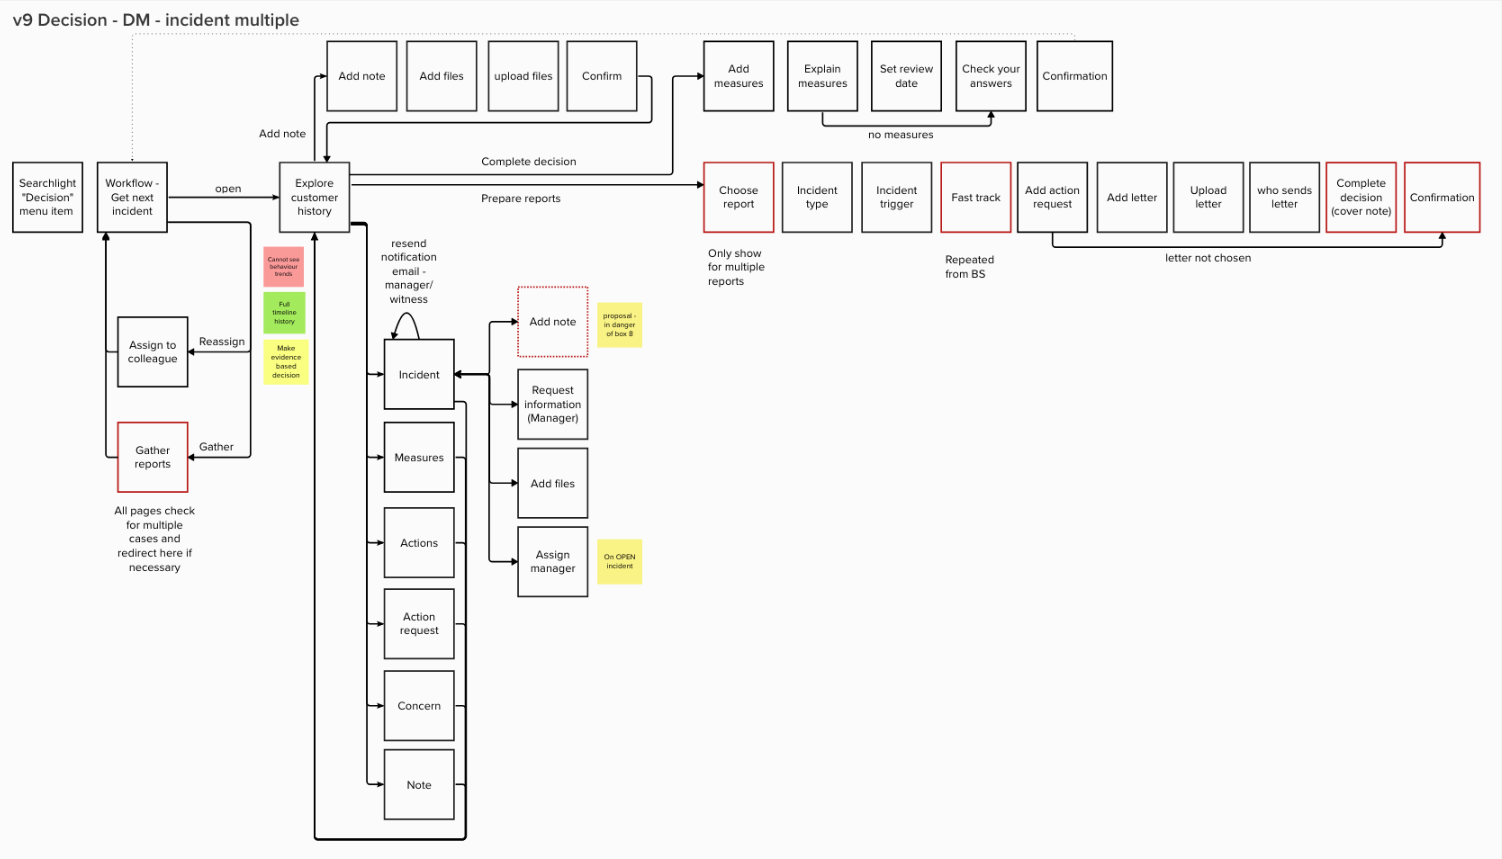 v9 Decision - DM - incident multiple
Add note
Add files
upload files
Confirm
Add
measures
Explain
measures
Set review
date
Check your
answers
Confirmation
Add note
no measures
Searchlight
"Decision"
menu item
Workflow -
Get next
incident
open
Explore
customer
history
Complete decision
Prepare reports
Choose
report
Incident
type
Incident
trigger
Fast track
Add action
request
Add letter
Upload
letter
who sends
letter
Complete
decision
(cover note)
Confirmation
letter not chosen
Only show
for multiple
reports
Repeated
from BS
Cannot see
behaviour
trends
Full
timeline
history
Make
evidence
based
decision
resend
notification
email -
manager/
witness
Assign to
colleague
Reassign
Gather
reports
Gather
All pages check
for multiple
cases and
redirect here if
necessary
Incident
Measures
Actions
Action
request
Concern
Note
Add note
proposal -
in danger
of box 8
Request
information
(Manager)
Add files
Assign
manager
On OPEN
incident